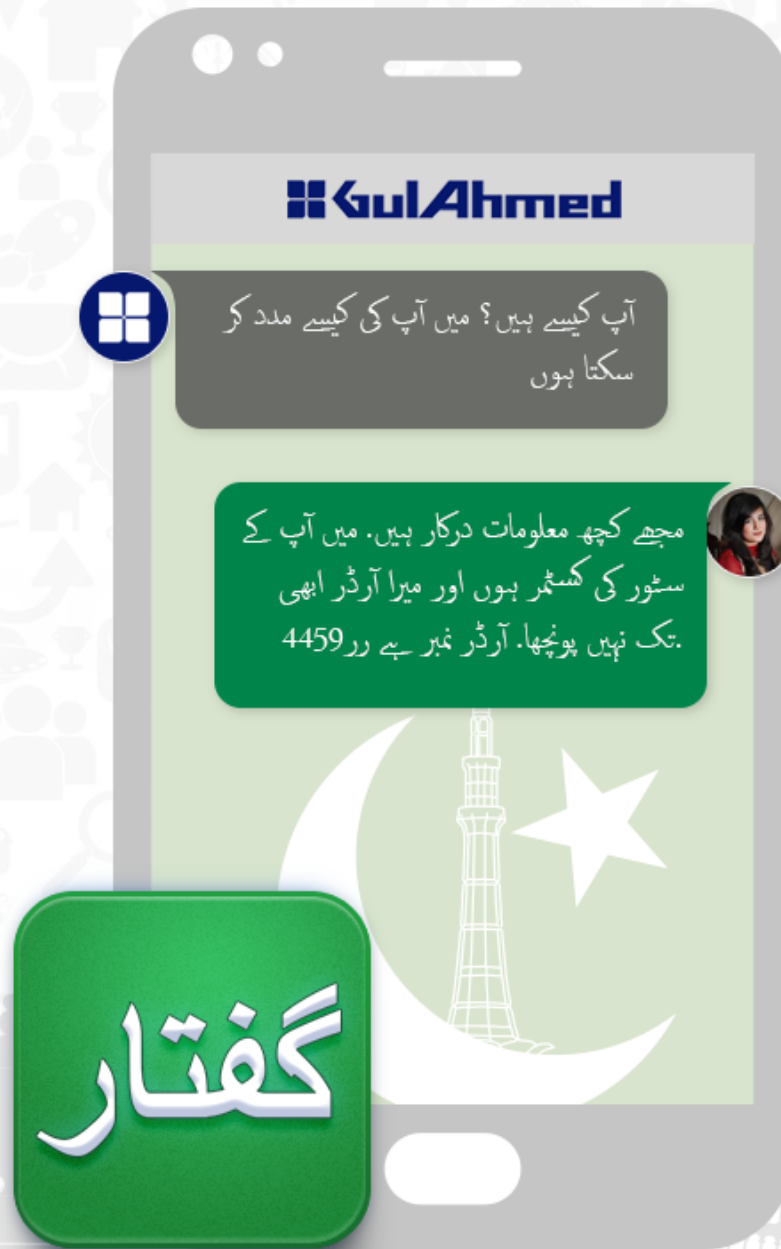 GulAhmed
آپ کیسے ہیں؟ میں آپ کی کیسے مدد کر
سکتا ہوں
مجھے کچھ معلومات درکار ہیں. میں آپ کے
سٹور کی کسٹمر ہوں اور میرا آرڈر ابھی
تک نہیں پونچھا. آرڈر نمبر ہے رر4459.
گفتار